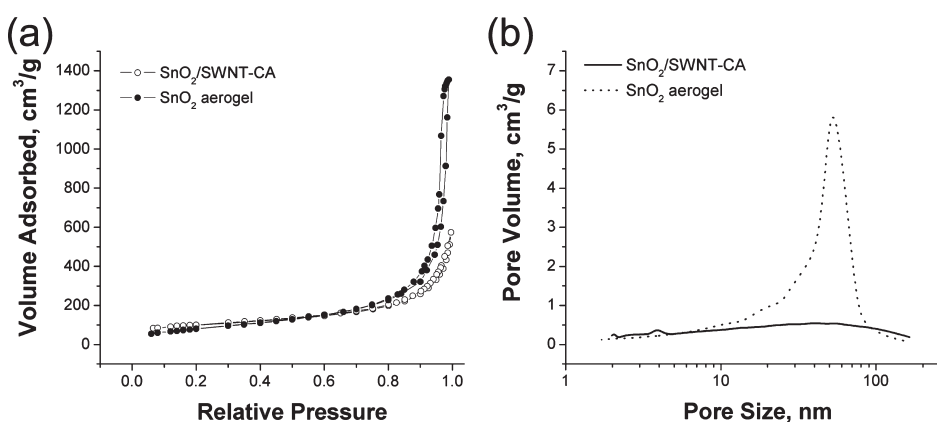 (a)
Volume Adsorbed, cm³/g
1400
1200
1000
800
600
400
200
0
SnO₂/SWNT-CA
SnO₂ aerogel
0.0 0.2 0.4 0.6 0.8 1.0
Relative Pressure
(b)
Pore Volume, cm³/g
7
6
5
4
3
2
1
0
SnO₂/SWNT-CA
SnO₂ aerogel
1 10 100
Pore Size, nm